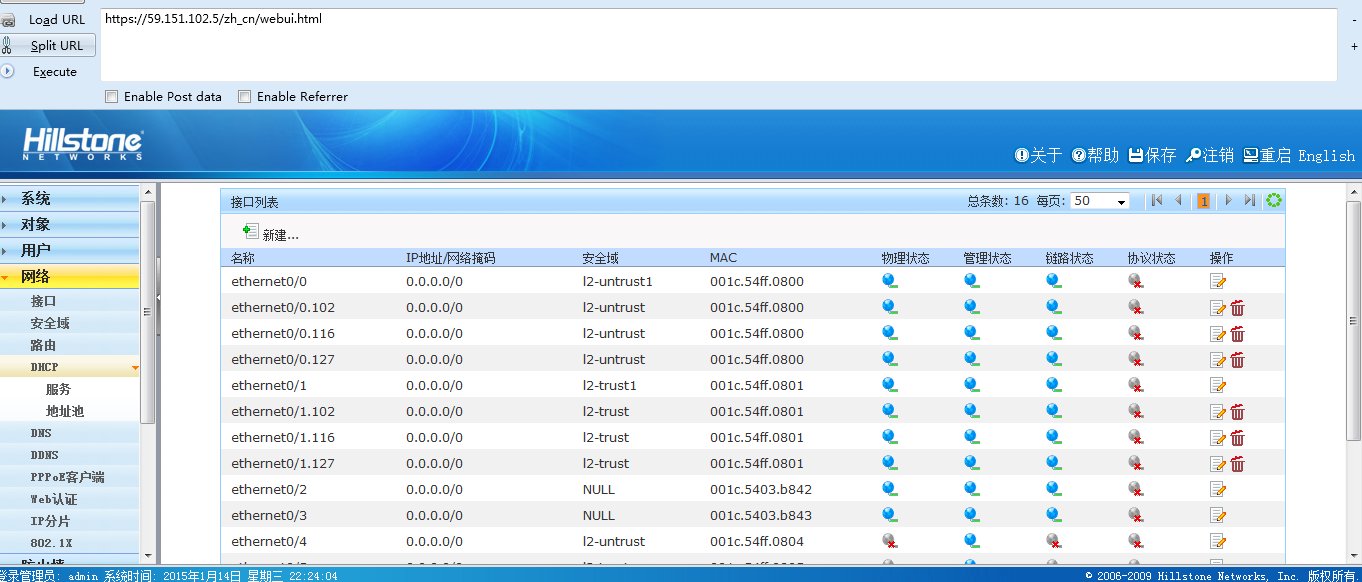 Load URL
https://59.151.102.5/zh_cn/webui.html
-
Split URL
+
Execute
Enable Post data Enable Referrer
Hillstone
NETWORKS
关于 帮助 保存 注销 重启 English
系统
对象
用户
网络
接口
安全域
路由
DHCP
服务
地址池
DNS
DDNS
PPPoE客户端
Web认证
IP分片
802.1X
接口列表 总条数: 16 每页: 50 1
新建...
名称 IP地址/网络掩码 安全域 MAC 物理状态 管理状态 链路状态 协议状态 操作
ethernet0/0 0.0.0.0/0 l2-untrust1 001c.54ff.0800
ethernet0/0.102 0.0.0.0/0 l2-untrust 001c.54ff.0800
ethernet0/0.116 0.0.0.0/0 l2-untrust 001c.54ff.0800
ethernet0/0.127 0.0.0.0/0 l2-untrust 001c.54ff.0800
ethernet0/1 0.0.0.0/0 l2-trust1 001c.54ff.0801
ethernet0/1.102 0.0.0.0/0 l2-trust 001c.54ff.0801
ethernet0/1.116 0.0.0.0/0 l2-trust 001c.54ff.0801
ethernet0/1.127 0.0.0.0/0 l2-trust 001c.54ff.0801
ethernet0/2 0.0.0.0/0 NULL 001c.5403.b842
ethernet0/3 0.0.0.0/0 NULL 001c.5403.b843
ethernet0/4 0.0.0.0/0 l2-untrust 001c.54ff.0804
登录管理员: admin 系统时间: 2015年1月14日 星期三 22:24:04 © 2006-2009 Hillstone Networks, Inc. 版权所有